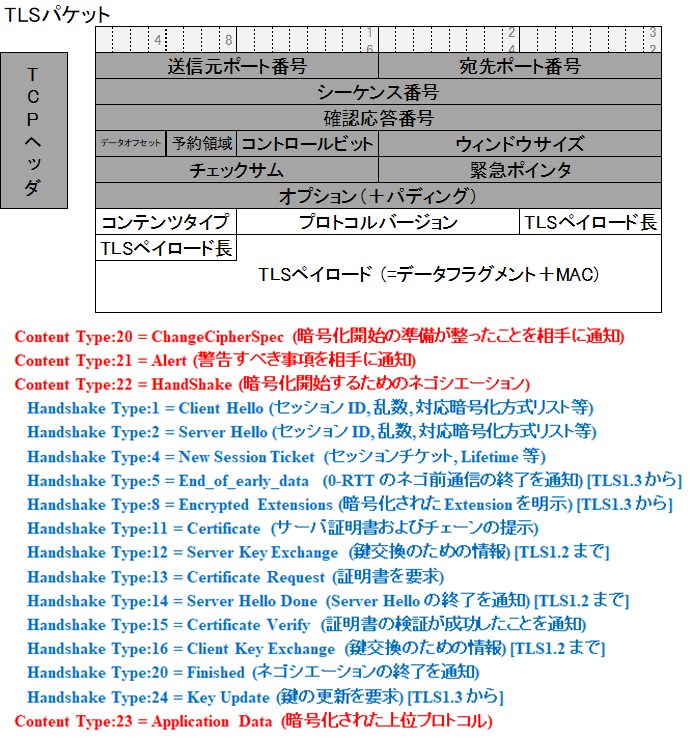 TLSパケット
4 8 16 24 32
TCPヘッダ
送信元ポート番号 宛先ポート番号
シーケンス番号
確認応答番号
データオフセット 予約領域 コントロールビット ウィンドウサイズ
チェックサム 緊急ポインタ
オプション（＋パディング）
コンテンツタイプ プロトコルバージョン TLSペイロード長
TLSペイロード長
TLSペイロード (=データフラグメント＋MAC)
Content Type:20 = ChangeCipherSpec (暗号化開始の準備が整ったことを相手に通知)
Content Type:21 = Alert (警告すべき事項を相手に通知)
Content Type:22 = HandShake (暗号化開始するためのネゴシエーション)
Handshake Type:1 = Client Hello (セッションID, 乱数, 対応暗号化方式リスト等)
Handshake Type:2 = Server Hello (セッションID, 乱数, 対応暗号化方式リスト等)
Handshake Type:4 = New Session Ticket (セッションチケット, Lifetime 等)
Handshake Type:5 = End_of_early_data (0-RTT のネゴ前通信の終了を通知) [TLS1.3 から]
Handshake Type:8 = Encrypted Extensions (暗号化された Extension を明示) [TLS1.3 から]
Handshake Type:11 = Certificate (サーバ証明書およびチェーンの提示)
Handshake Type:12 = Server Key Exchange (鍵交換のための情報) [TLS1.2 まで]
Handshake Type:13 = Certificate Request (証明書を要求)
Handshake Type:14 = Server Hello Done (Server Hello の終了を通知) [TLS1.2 まで]
Handshake Type:15 = Certificate Verify (証明書の検証が成功したことを通知)
Handshake Type:16 = Client Key Exchange (鍵交換のための情報) [TLS1.2 まで]
Handshake Type:20 = Finished (ネゴシエーションの終了を通知)
Handshake Type:24 = Key Update (鍵の更新を要求) [TLS1.3 から]
Content Type:23 = Application Data (暗号化された上位プロトコル)